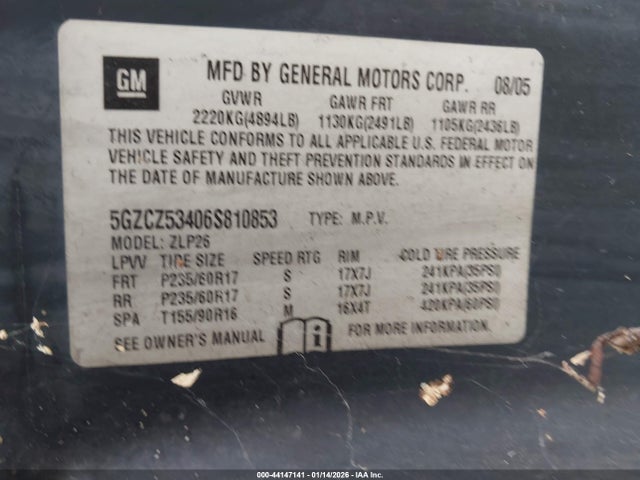 GM
MFD BY GENERAL MOTORS CORP. 08/05
GVWR GAWR FRT GAWR RR
2220KG(4894LB) 1130KG(2491LB) 1105KG(2436LB)
THIS VEHICLE CONFORMS TO ALL APPLICABLE U.S. FEDERAL MOTOR
VEHICLE SAFETY AND THEFT PREVENTION STANDARDS IN EFFECT ON
THE DATE OF MANUFACTURE SHOWN ABOVE.
5GZCZ53406S810853 TYPE: M.P.V.
MODEL: ZLP26
LPVV TIRE SIZE SPEED RTG RIM COLD TIRE PRESSURE
FRT P235/60R17 S 17X7J 241KPA(35PSI)
RR P235/60R17 S 17X7J 241KPA(35PSI)
SPA T155/90R16 M 16X4T 420KPA(60PSI)
SEE OWNER'S MANUAL i FOR MORE INFORMATION.
000-44147141 - 01/14/2026 - IAA Inc.